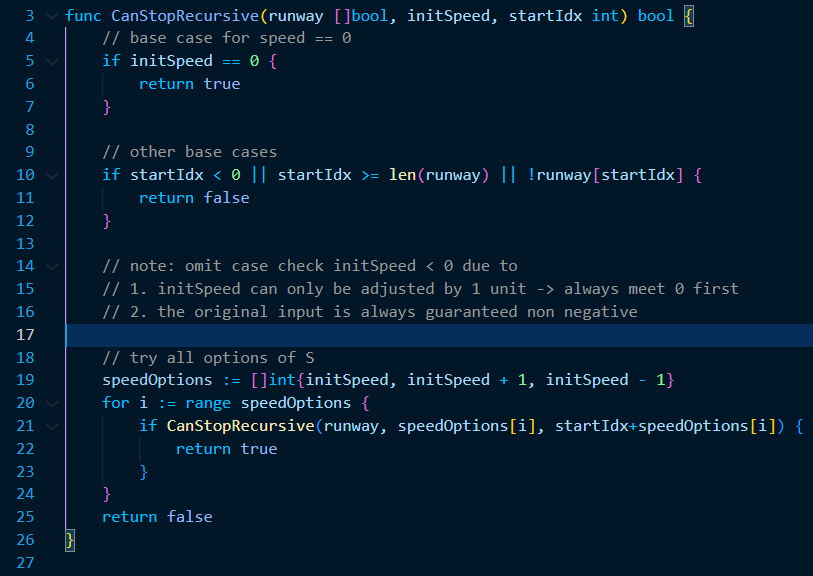 3 func CanStopRecursive(runway []bool, initSpeed, startIdx int) bool {
4 // base case for speed == 0
5 if initSpeed == 0 {
6 return true
7 }
8
9 // other base cases
10 if startIdx < 0 || startIdx >= len(runway) || !runway[startIdx] {
11 return false
12 }
13
14 // note: omit case check initSpeed < 0 due to
15 // 1. initSpeed can only be adjusted by 1 unit -> always meet 0 first
16 // 2. the original input is always guaranteed non negative
17
18 // try all options of S
19 speedOptions := []int{initSpeed, initSpeed + 1, initSpeed - 1}
20 for i := range speedOptions {
21 if CanStopRecursive(runway, speedOptions[i], startIdx+speedOptions[i]) {
22 return true
23 }
24 }
25 return false
26 }
27